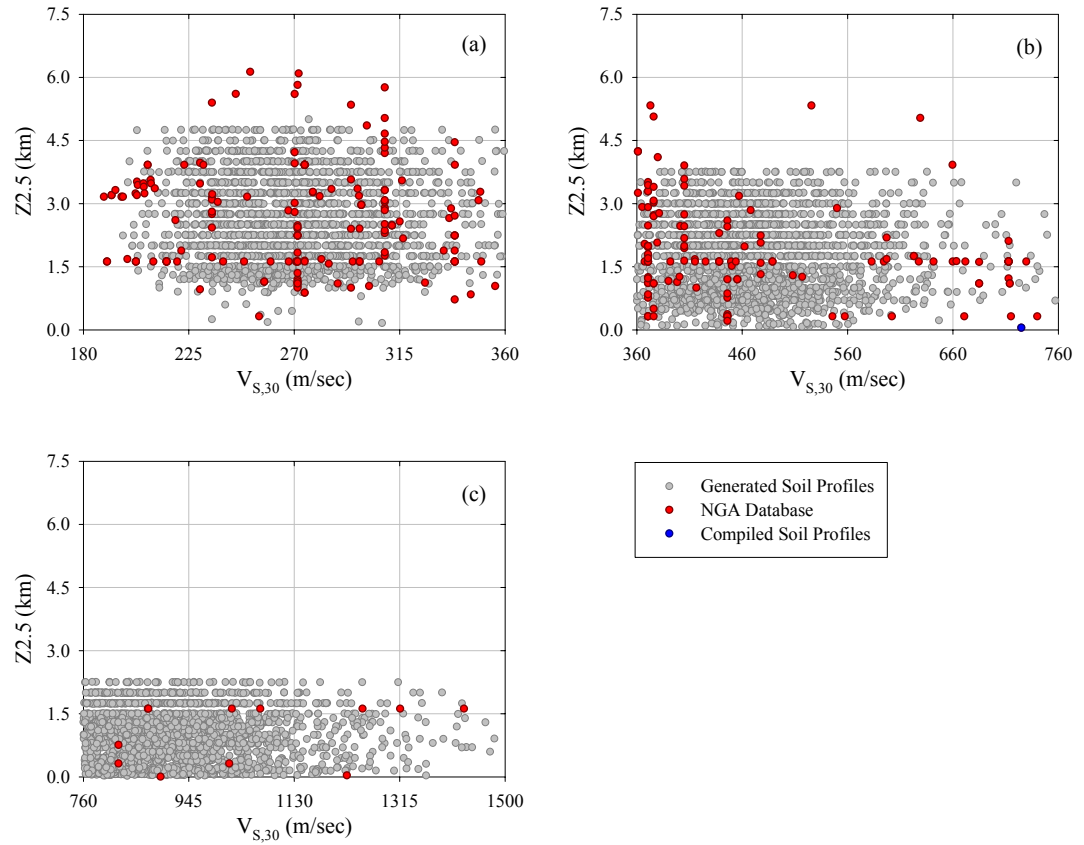 7.5
6.0
4.5
3.0
1.5
0.0
Z2.5 (km)
(a)
180
225
270
315
360
V_S,30 (m/sec)
7.5
6.0
4.5
3.0
1.5
0.0
Z2.5 (km)
(b)
360
460
560
660
760
V_S,30 (m/sec)
7.5
6.0
4.5
3.0
1.5
0.0
Z2.5 (km)
(c)
760
945
1130
1315
1500
V_S,30 (m/sec)
Generated Soil Profiles
NGA Database
Compiled Soil Profiles